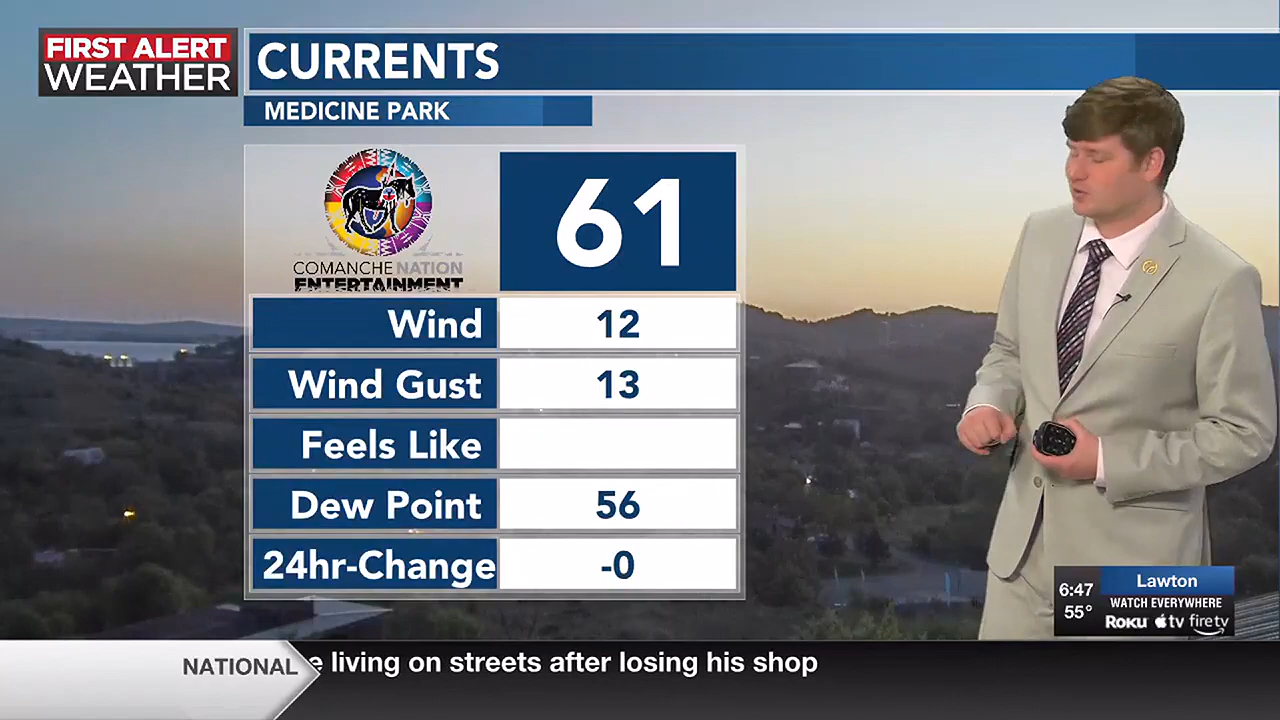 FIRST ALERT
WEATHER
CURRENTS
MEDICINE PARK
COMANCHE NATION
ENTERTAINMENT
61
Wind 12
Wind Gust 13
Feels Like
Dew Point 56
24hr-Change -0
6:47 Lawton
55° WATCH EVERYWHERE
Roku tv firetv
NATIONAL living on streets after losing his shop